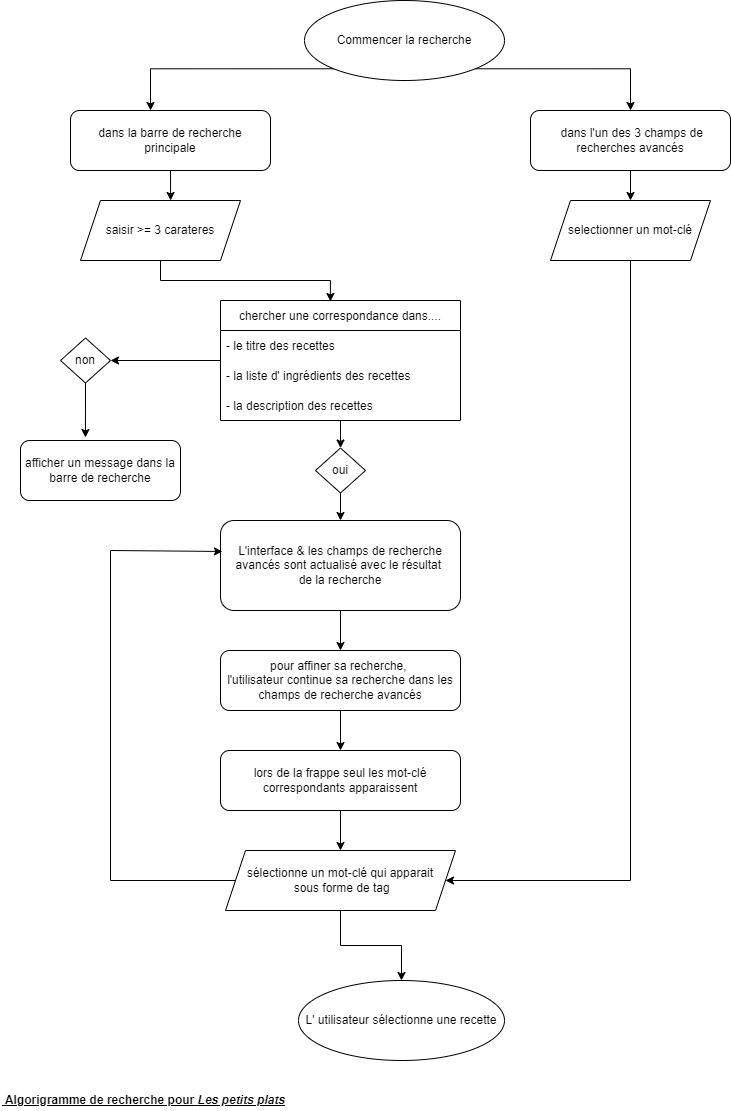 Commencer la recherche
dans la barre de recherche
principale
dans l'un des 3 champs de
recherches avancés
saisir >= 3 carateres
selectionner un mot-clé
chercher une correspondance dans....
- le titre des recettes
- la liste d' ingrédients des recettes
- la description des recettes
non
afficher un message dans la
barre de recherche
oui
L'interface & les champs de recherche
avancés sont actualisé avec le résultat
de la recherche
pour affiner sa recherche,
l'utilisateur continue sa recherche dans les
champs de recherche avancés
lors de la frappe seul les mot-clé
correspondants apparaissent
sélectionne un mot-clé qui apparait
sous forme de tag
L' utilisateur sélectionne une recette
Algorigramme de recherche pour Les petits plats